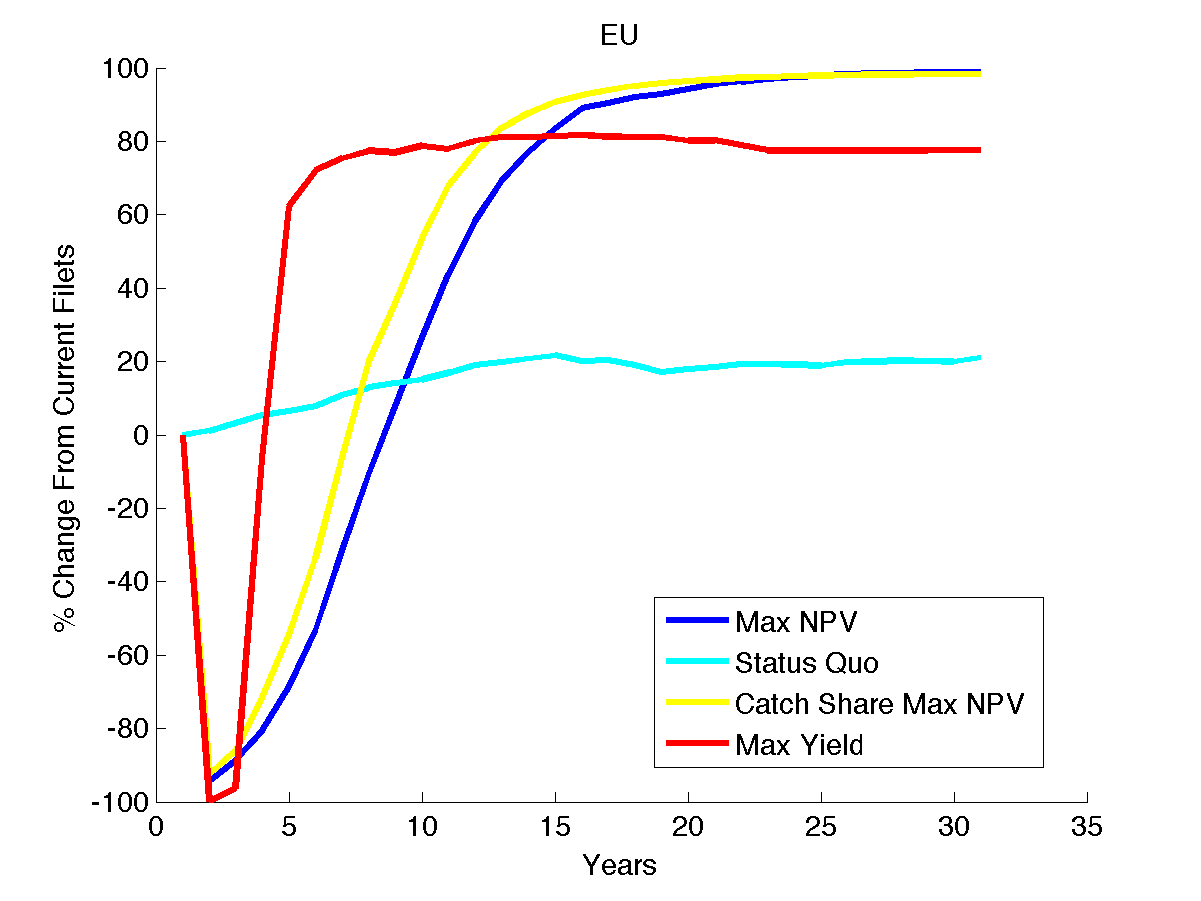 EU
% Change From Current Filets
100
80
60
40
20
0
-20
-40
-60
-80
-100
0 5 10 15 20 25 30 35
Years
Max NPV
Status Quo
Catch Share Max NPV
Max Yield